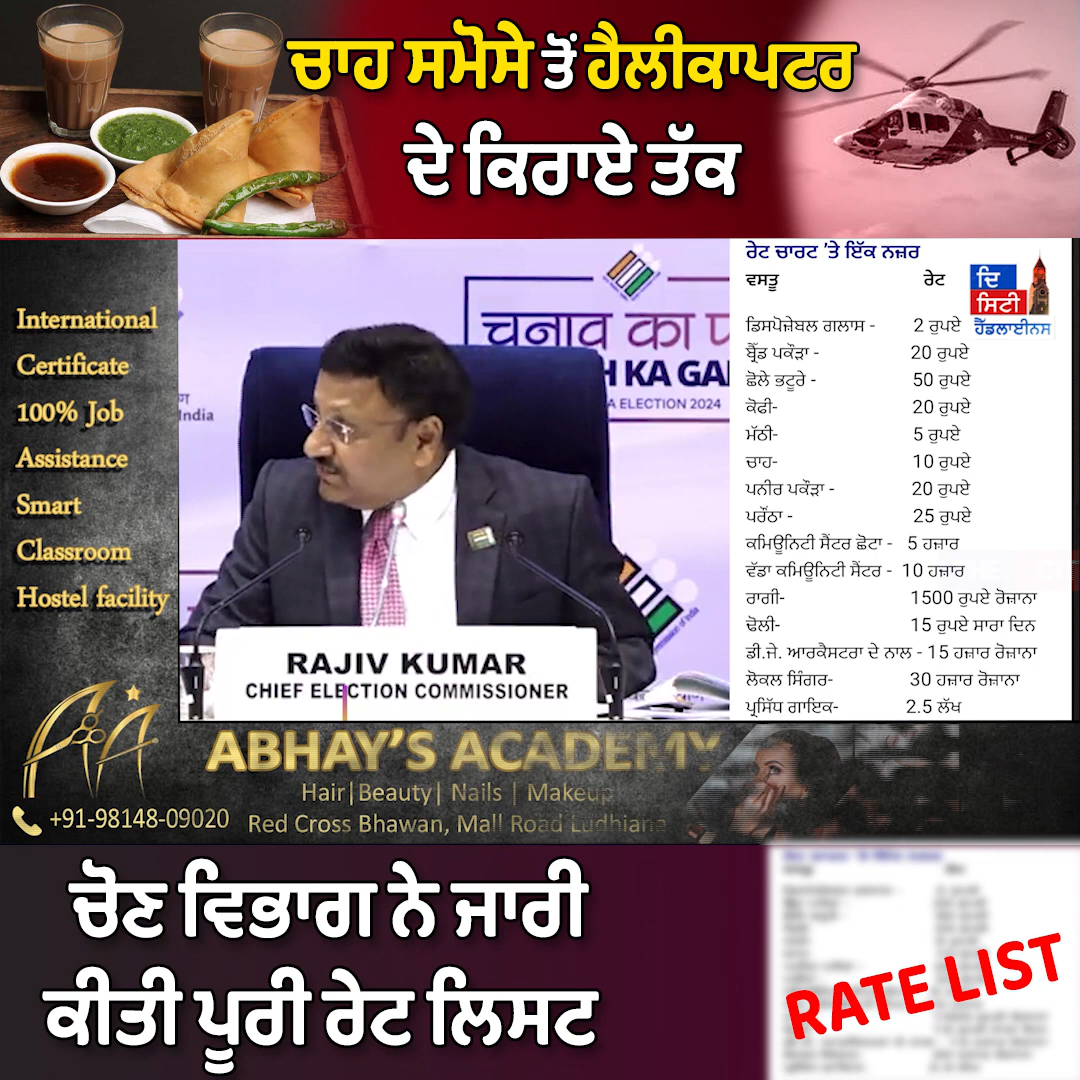 ਚਾਹ ਸਮੋਸੇ ਤੋਂ ਹੈਲੀਕਾਪਟਰ
ਦੇ ਕਿਰਾਏ ਤੱਕ
International
Certificate
100% Job
Assistance
Smart
Classroom
Hostel facility
India
चनाव का
H KA GA
A ELECTION 2024
RAJIV KUMAR
CHIEF ELECTION COMMISSIONER
ਰੇਟ ਚਾਰਟ 'ਤੇ ਇੱਕ ਨਜ਼ਰ
ਵਸਤੂ ਰੇਟ
ਦਿ
ਸਿਟੀ
ਹੈੱਡਲਾਈਨਸ
ਡਿਸਪੋਜ਼ੇਬਲ ਗਲਾਸ - 2 ਰੁਪਏ
ਬ੍ਰੈੱਡ ਪਕੌੜਾ - 20 ਰੁਪਏ
ਛੋਲੇ ਭਟੂਰੇ - 50 ਰੁਪਏ
ਕੋਫੀ- 20 ਰੁਪਏ
ਮੱਠੀ- 5 ਰੁਪਏ
ਚਾਹ- 10 ਰੁਪਏ
ਪਨੀਰ ਪਕੌੜਾ - 20 ਰੁਪਏ
ਪਰੌਂਠਾ - 25 ਰੁਪਏ
ਕਮਿਊਨਿਟੀ ਸੈਂਟਰ ਛੋਟਾ - 5 ਹਜ਼ਾਰ
ਵੱਡਾ ਕਮਿਊਨਿਟੀ ਸੈਂਟਰ - 10 ਹਜ਼ਾਰ
ਰਾਗੀ- 1500 ਰੁਪਏ ਰੋਜ਼ਾਨਾ
ਢੋਲੀ- 15 ਰੁਪਏ ਸਾਰਾ ਦਿਨ
ਡੀ.ਜੇ. ਆਰਕੈਸਟਰਾ ਦੇ ਨਾਲ - 15 ਹਜ਼ਾਰ ਰੋਜ਼ਾਨਾ
ਲੋਕਲ ਸਿੰਗਰ- 30 ਹਜ਼ਾਰ ਰੋਜ਼ਾਨਾ
ਪ੍ਰਸਿੱਧ ਗਾਇਕ- 2.5 ਲੱਖ
ABHAY'S ACADEMY
Hair|Beauty| Nails | Makeup
+91-98148-09020
Red Cross Bhawan, Mall Road Ludhiana
ਚੋਣ ਵਿਭਾਗ ਨੇ ਜਾਰੀ
ਕੀਤੀ ਪੂਰੀ ਰੇਟ ਲਿਸਟ
RATE LIST